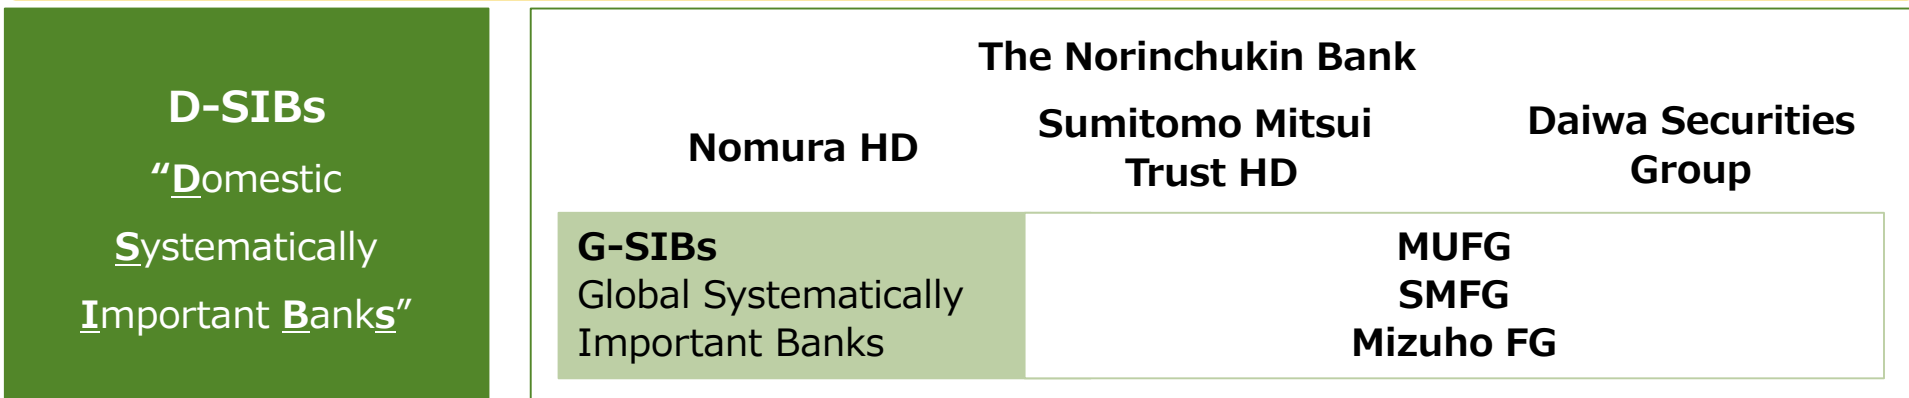 D-SIBs
“Domestic
Systematically
Important Banks”
The Norinchukin Bank
Nomura HD
Sumitomo Mitsui
Trust HD
Daiwa Securities
Group
G-SIBs
Global Systematically
Important Banks
MUFG
SMFG
Mizuho FG